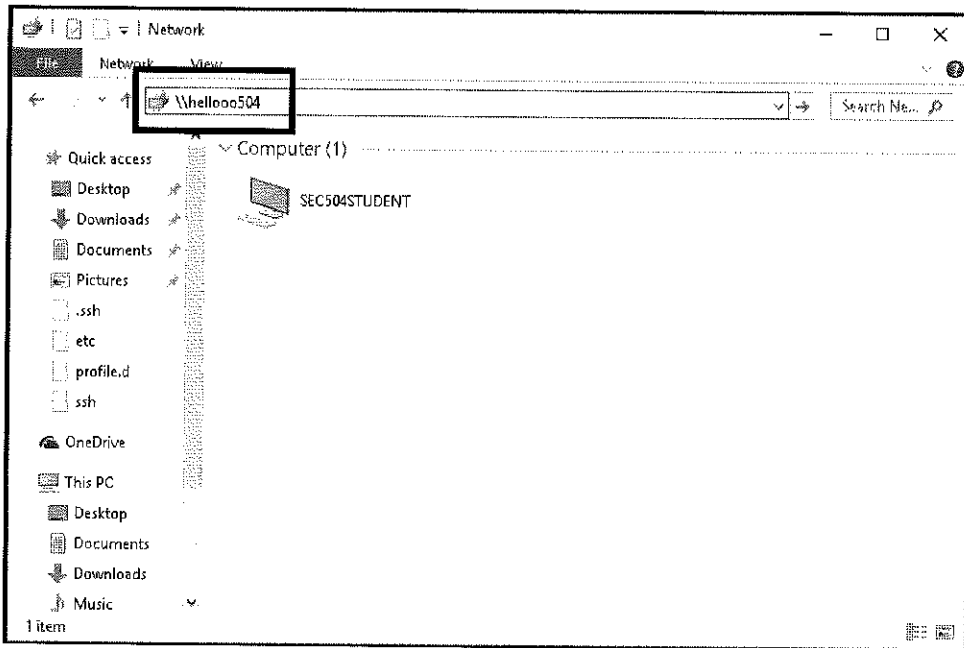 Network
File Network View
\\hellooo504
Search Ne...
Quick access
Computer (1)
Desktop
SEC504STUDENT
Downloads
Documents
Pictures
.ssh
etc
profile.d
ssh
OneDrive
This PC
Desktop
Documents
Downloads
Music
1 item